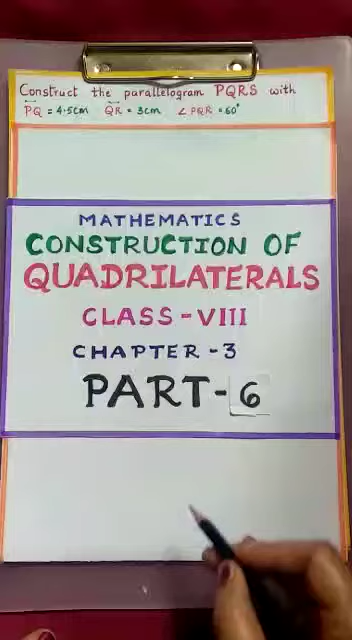 Construct the parallelogram PQRS with
PQ = 4.5cm QR = 3cm ∠PQR = 60°
MATHEMATICS
CONSTRUCTION OF
QUADRILATERALS
CLASS-VIII
CHAPTER-3
PART-6